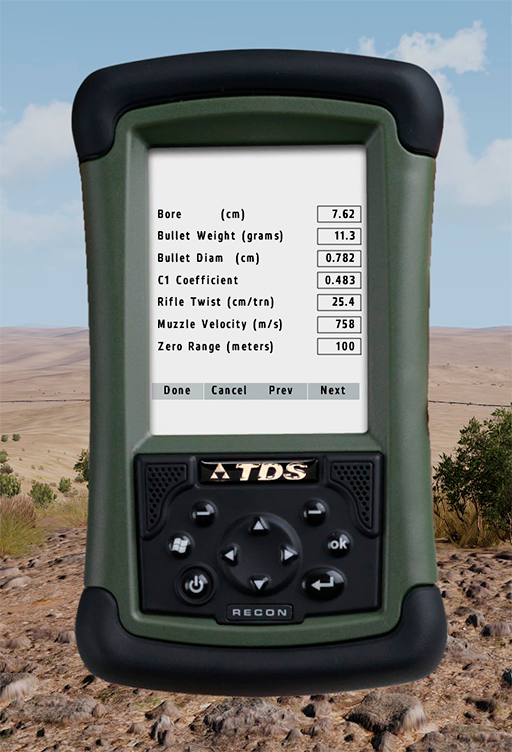 Bore (cm) 7.62
Bullet Weight (grams) 11.3
Bullet Diam (cm) 0.782
C1 Coefficient 0.483
Rifle Twist (cm/trn) 25.4
Muzzle Velocity (m/s) 758
Zero Range (meters) 100
Done Cancel Prev Next
TDS
ok
RECON